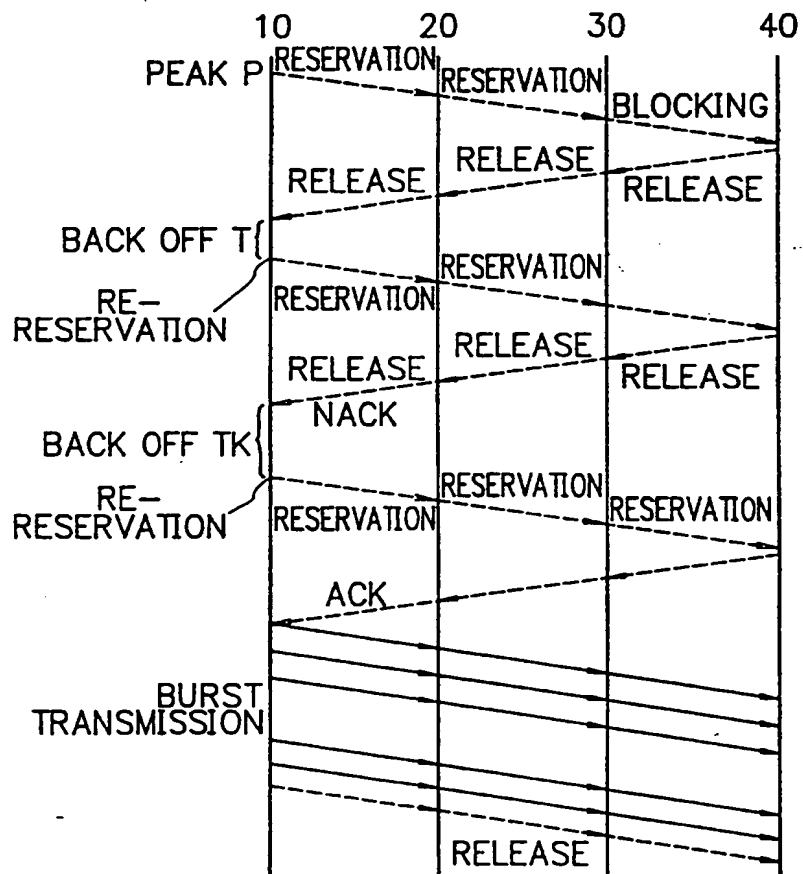 10 20 30 40
PEAK P
RESERVATION
RESERVATION
BLOCKING
RELEASE
RELEASE
RELEASE
BACK OFF T
RESERVATION
RESERVATION
RE-
RESERVATION
RELEASE
RELEASE
RELEASE
NACK
BACK OFF TK
RESERVATION
RESERVATION
RESERVATION
RE-
RESERVATION
ACK
BURST
TRANSMISSION
RELEASE